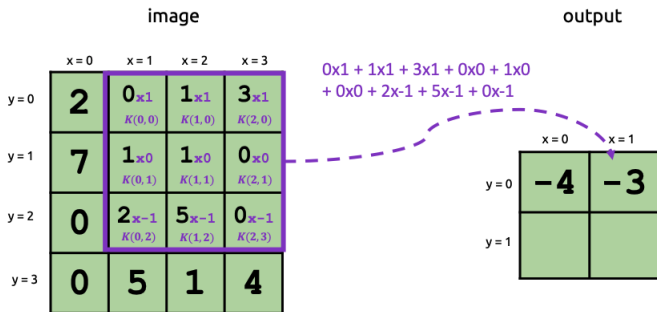 image
output
x = 0 x = 1 x = 2 x = 3
0x1 + 1x1 + 3x1 + 0x0 + 1x0
+ 0x0 + 2x-1 + 5x-1 + 0x-1
y = 0 2 0x1 1x1 3x1
K(0,0) K(1,0) K(2,0)
y = 1 7 1x0 1x0 0x0
K(0,1) K(1,1) K(2,1)
y = 2 0 2x-1 5x-1 0x-1
K(0,2) K(1,2) K(2,3)
y = 3 0 5 1 4
x = 0 x = 1
y = 0 -4 -3
y = 1